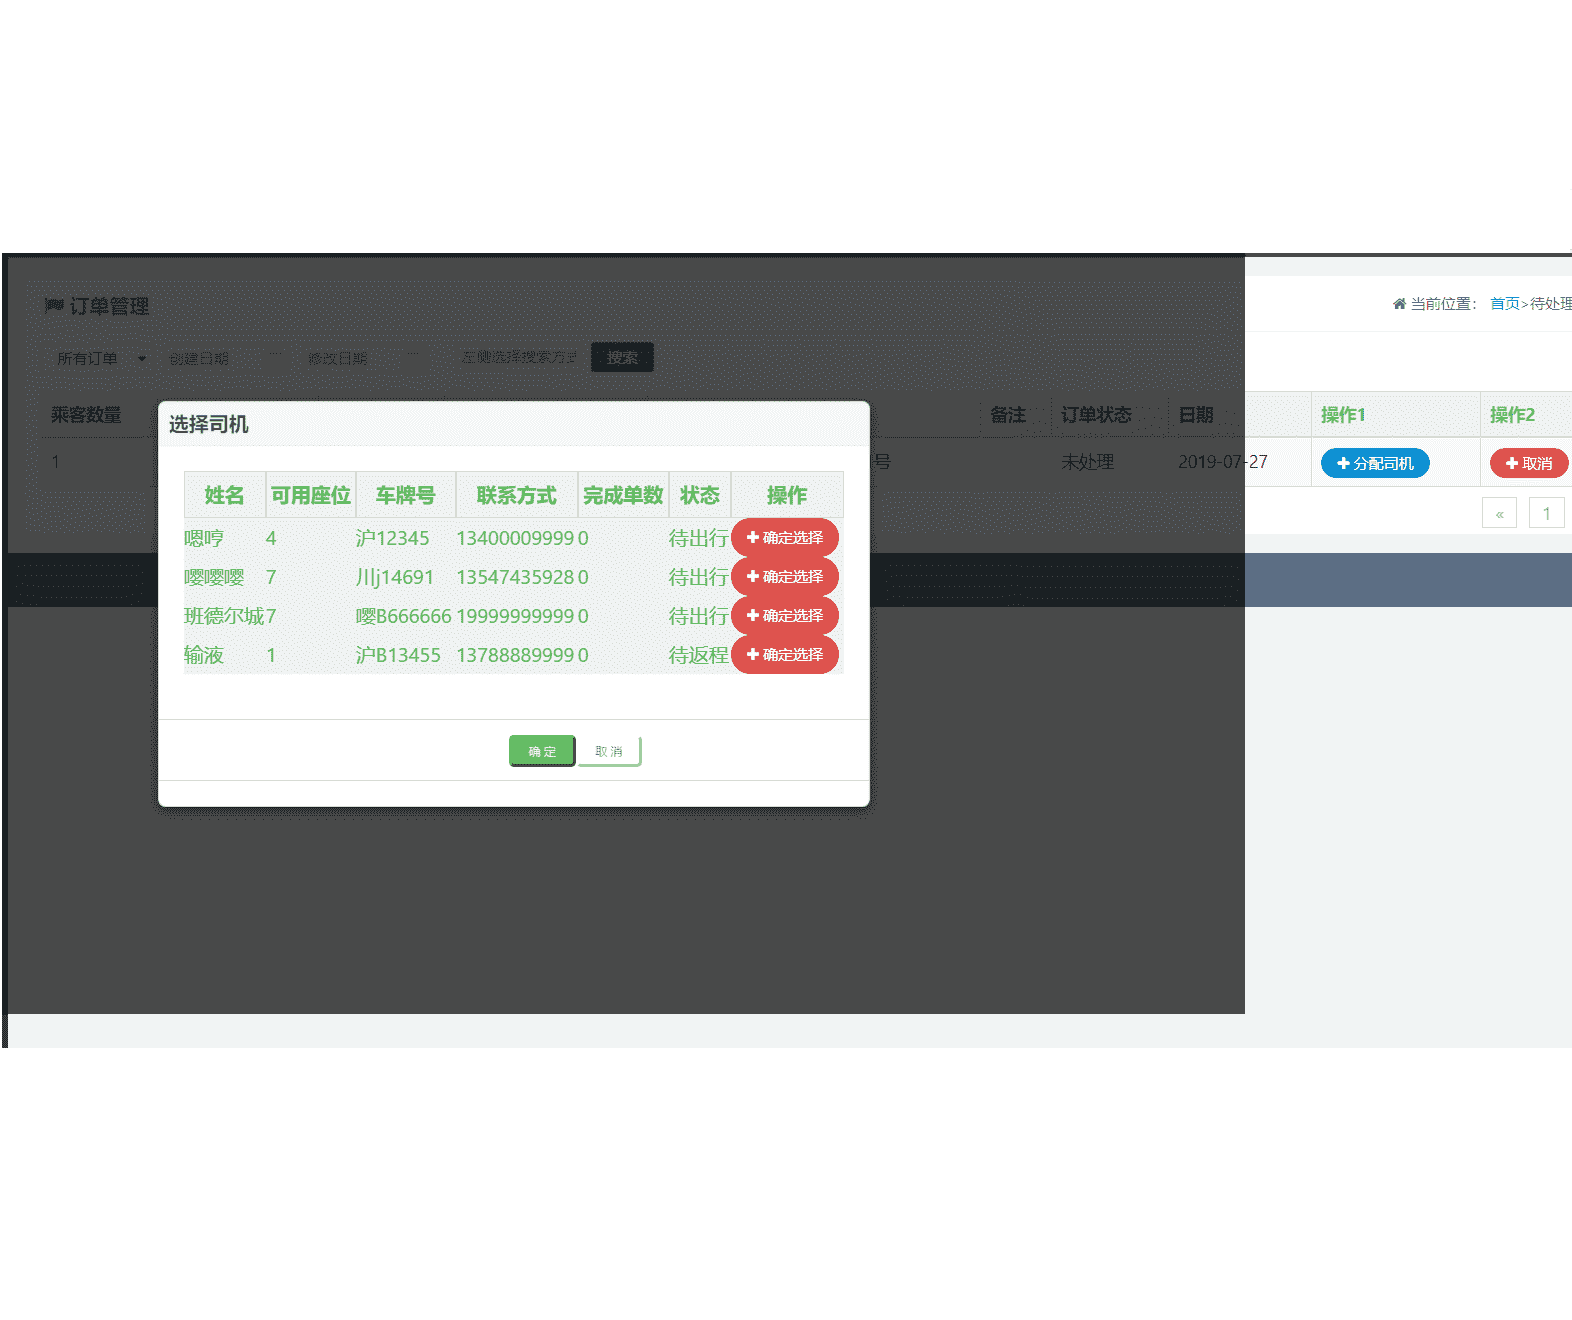 订单管理
当前位置： 首页>待处理
所有订单 创建日期 修改日期 左侧选择搜索方式 搜索
乘客数量 备注 订单状态 日期 操作1 操作2
1 号 未处理 2019-07-27 分配司机 取消
« 1
选择司机
姓名 可用座位 车牌号 联系方式 完成单数 状态 操作
嗯哼 4 沪12345 13400009999 0 待出行 确定选择
嘤嘤嘤 7 川j14691 13547435928 0 待出行 确定选择
班德尔城 7 嘤B666666 19999999999 0 待出行 确定选择
输液 1 沪B13455 13788889999 0 待返程 确定选择
确定 取消